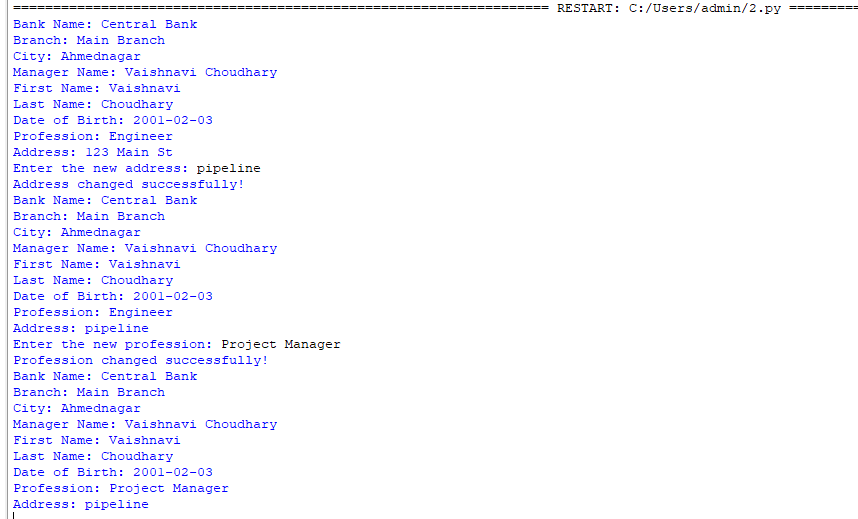 ==================================================================== RESTART: C:/Users/admin/2.py =========
Bank Name: Central Bank
Branch: Main Branch
City: Ahmednagar
Manager Name: Vaishnavi Choudhary
First Name: Vaishnavi
Last Name: Choudhary
Date of Birth: 2001-02-03
Profession: Engineer
Address: 123 Main St
Enter the new address: pipeline
Address changed successfully!
Bank Name: Central Bank
Branch: Main Branch
City: Ahmednagar
Manager Name: Vaishnavi Choudhary
First Name: Vaishnavi
Last Name: Choudhary
Date of Birth: 2001-02-03
Profession: Engineer
Address: pipeline
Enter the new profession: Project Manager
Profession changed successfully!
Bank Name: Central Bank
Branch: Main Branch
City: Ahmednagar
Manager Name: Vaishnavi Choudhary
First Name: Vaishnavi
Last Name: Choudhary
Date of Birth: 2001-02-03
Profession: Project Manager
Address: pipeline